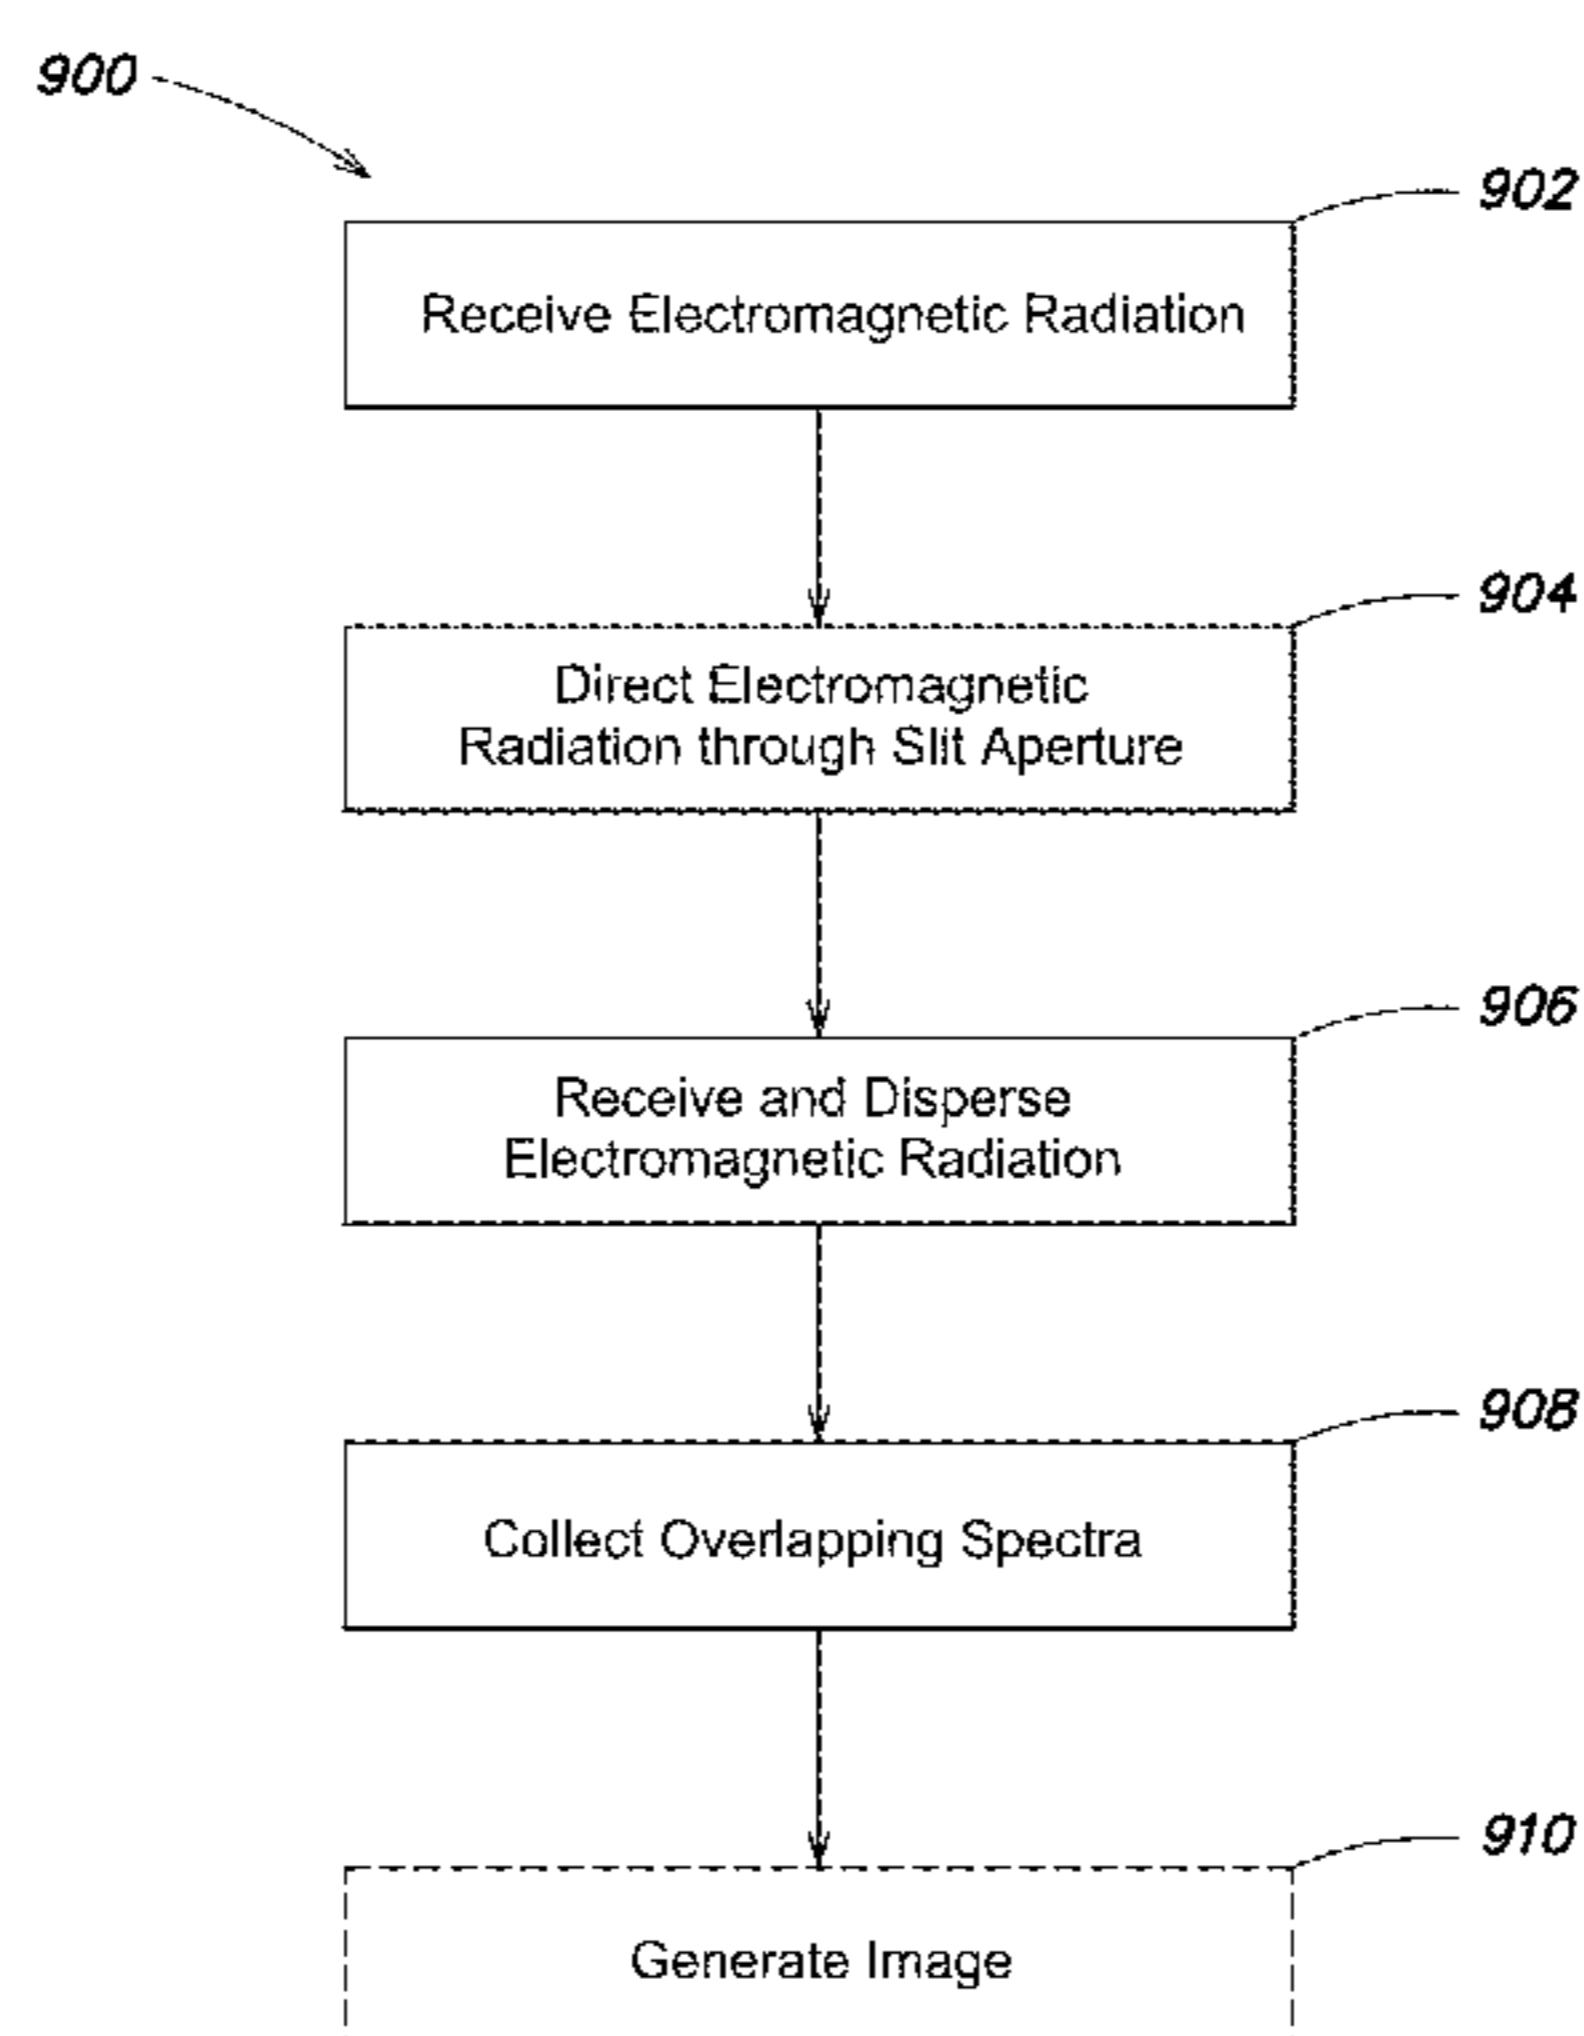 900
902
Receive Electromagnetic Radiation
904
Direct Electromagnetic
Radiation through Slit Aperture
906
Receive and Disperse
Electromagnetic Radiation
908
Collect Overlapping Spectra
910
Generate Image